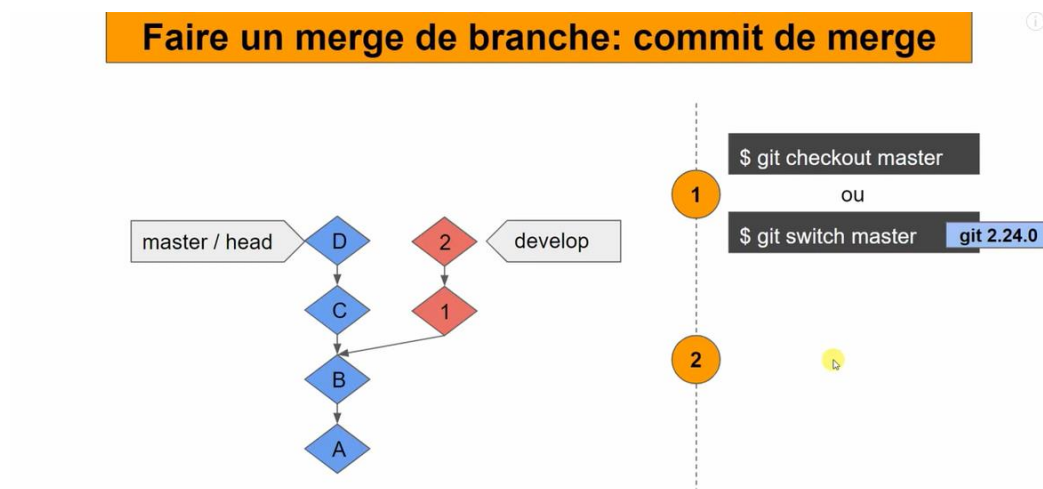 Faire un merge de branche: commit de merge
$ git checkout master
1
ou
$ git switch master
git 2.24.0
master / head
D
2
develop
C
1
B
2
A